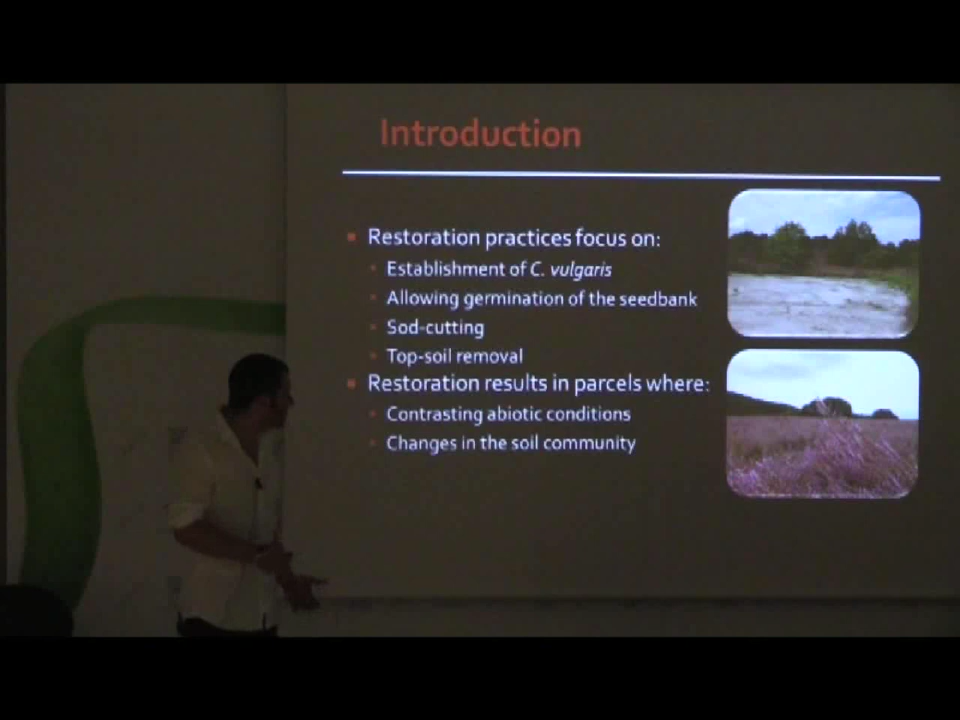 Introduction
Restoration practices focus on:
Establishment of C. vulgaris
Allowing germination of the seedbank
Sod-cutting
Top-soil removal
Restoration results in parcels where:
Contrasting abiotic conditions
Changes in the soil community